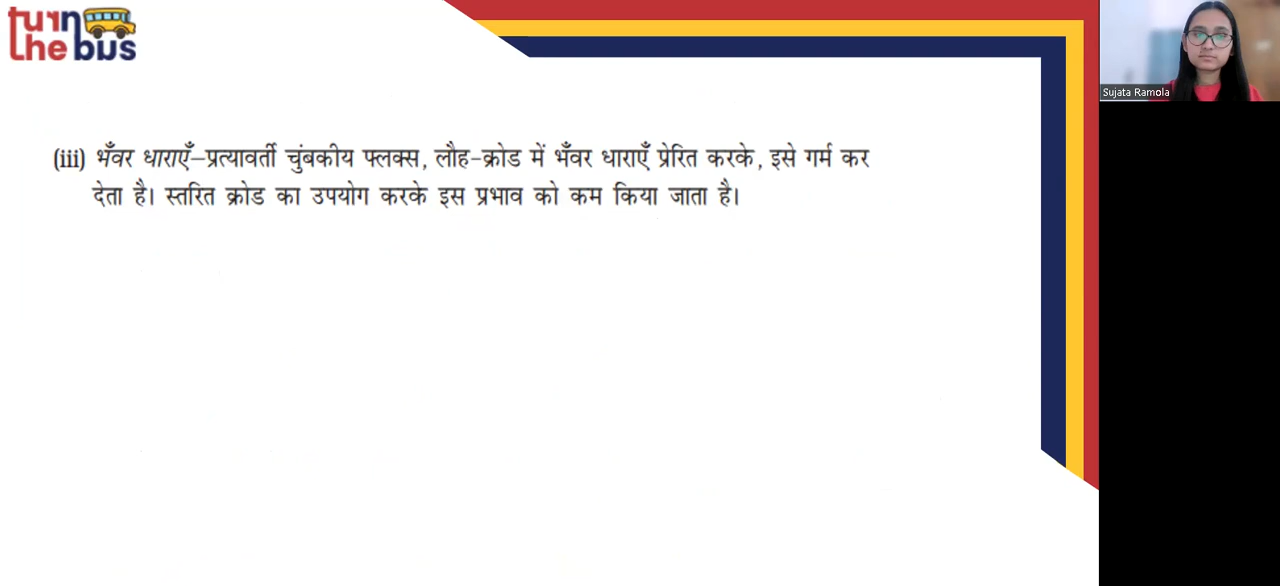 turn
the bus
Sujata Ramola
(iii) भँवर धाराएँ–प्रत्यावर्ती चुंबकीय फ्लक्स, लौह-क्रोड में भँवर धाराएँ प्रेरित करके, इसे गर्म कर
देता है। स्तरित क्रोड का उपयोग करके इस प्रभाव को कम किया जाता है।